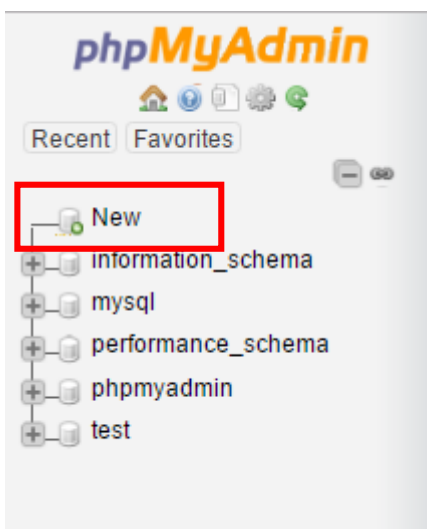 phpMyAdmin
Recent Favorites
New
information_schema
mysql
performance_schema
phpmyadmin
test